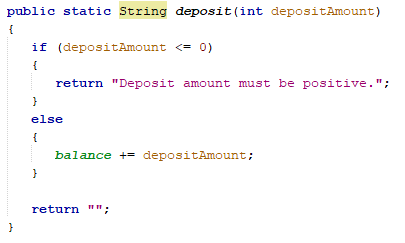 public static String deposit(int depositAmount)
{
    if (depositAmount <= 0)
    {
        return "Deposit amount must be positive.";
    }
    else
    {
        balance += depositAmount;
    }

    return "";
}